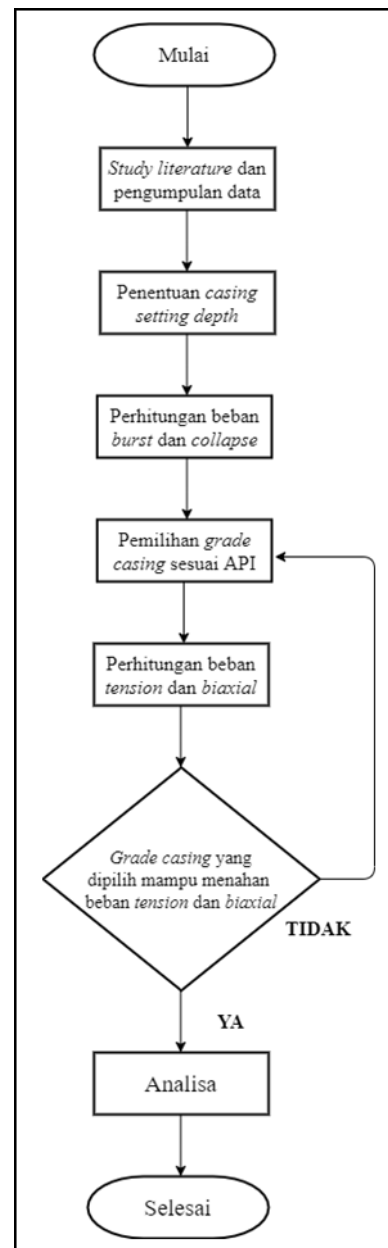 Mulai
Study literature dan
pengumpulan data
Penentuan casing
setting depth
Perhitungan beban
burst dan collapse
Pemilihan grade
casing sesuai API
Perhitungan beban
tension dan biaxial
Grade casing yang
dipilih mampu menahan
beban tension dan biaxial
TIDAK
YA
Analisa
Selesai